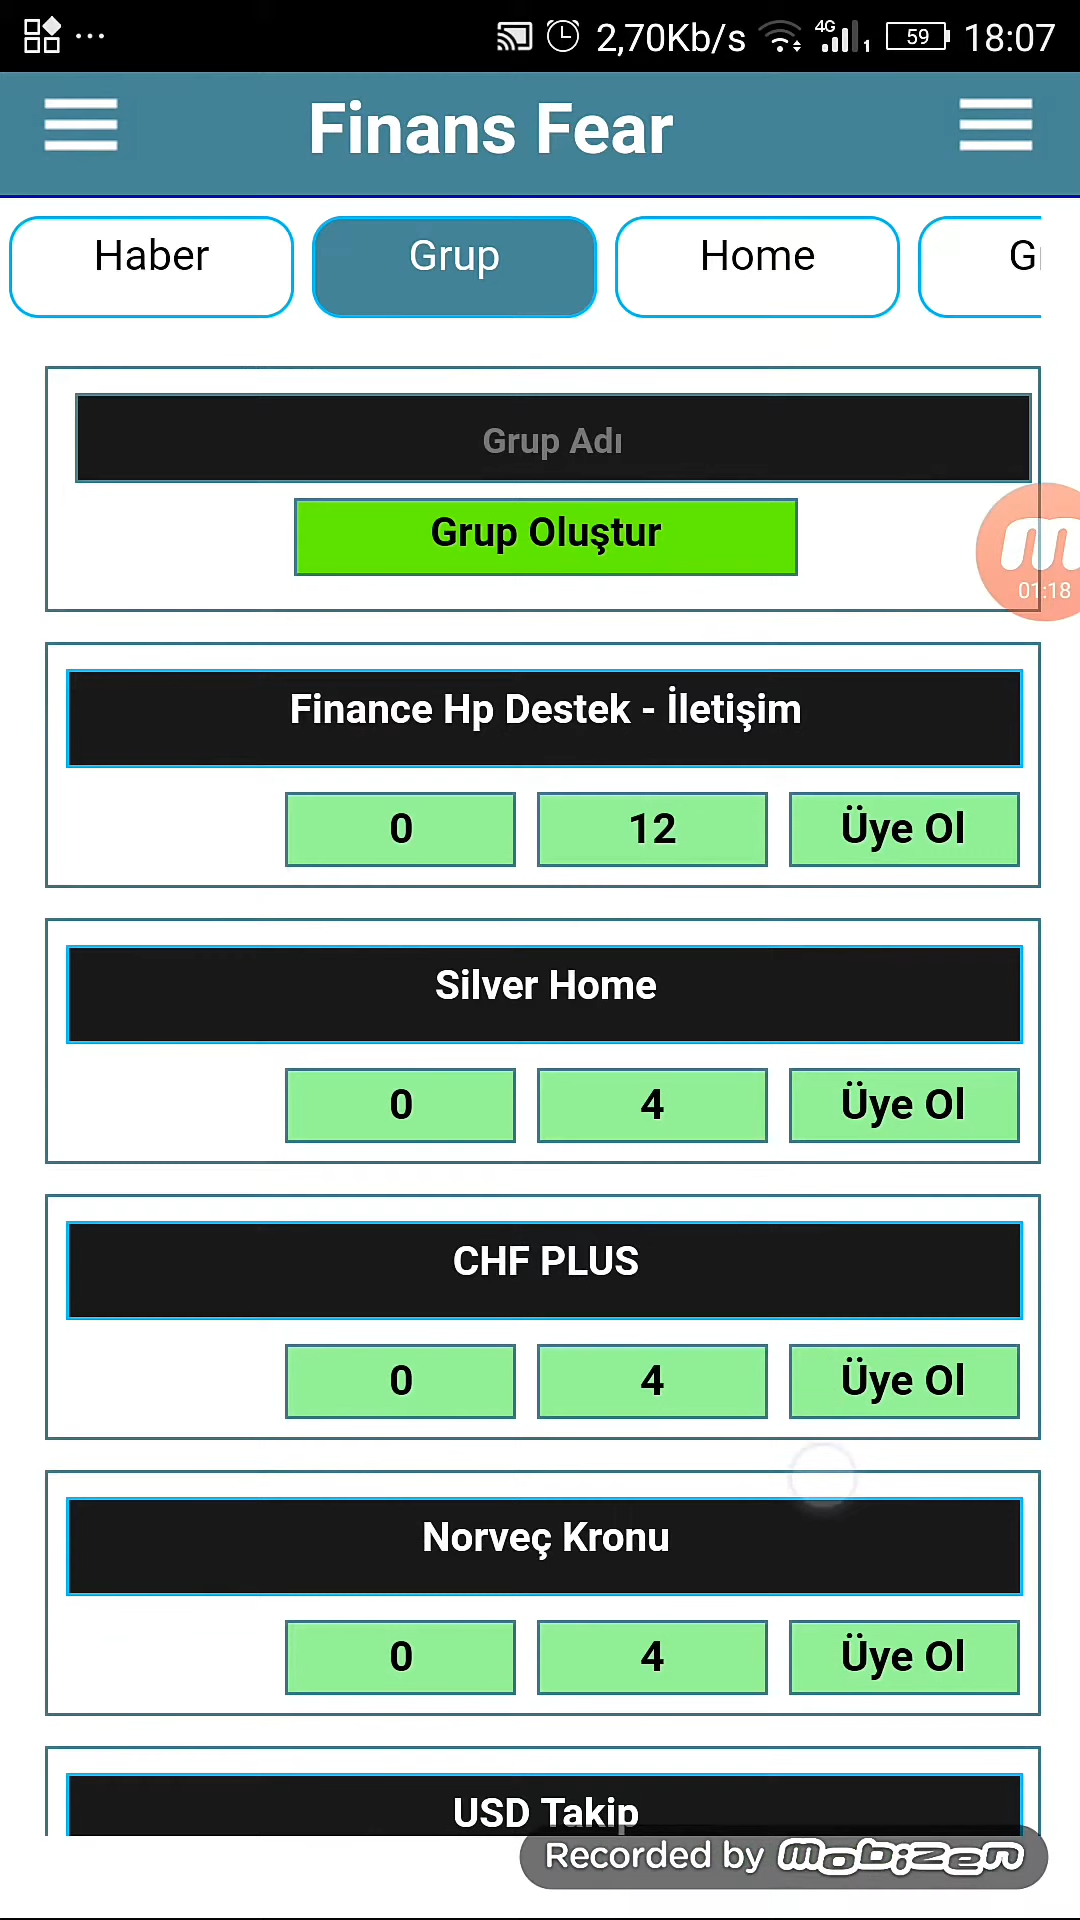 2,70Kb/s 4G 1 59 18:07
Finans Fear
Haber Grup Home
Grup Adı
Grup Oluştur
01:18
Finance Hp Destek - İletişim
0 12 Üye Ol
Silver Home
0 4 Üye Ol
CHF PLUS
0 4 Üye Ol
Norveç Kronu
0 4 Üye Ol
USD Takip
Recorded by mobizen